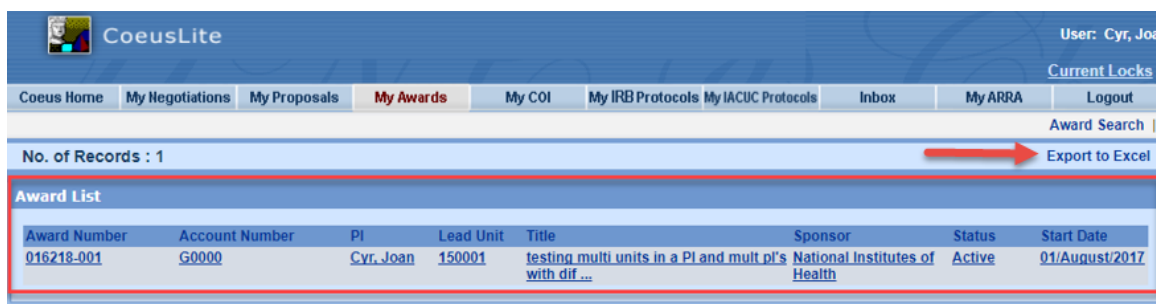 CoeusLite
User: Cyr, Joa
Current Locks
Coeus Home My Negotiations My Proposals My Awards My COI My IRB Protocols My IACUC Protocols Inbox My ARRA Logout
Award Search |
No. of Records : 1 Export to Excel
Award List
Award Number Account Number PI Lead Unit Title Sponsor Status Start Date
016218-001 G0000 Cyr, Joan 150001 testing multi units in a PI and mult pI's National Institutes of Active 01/August/2017
with dif ... Health